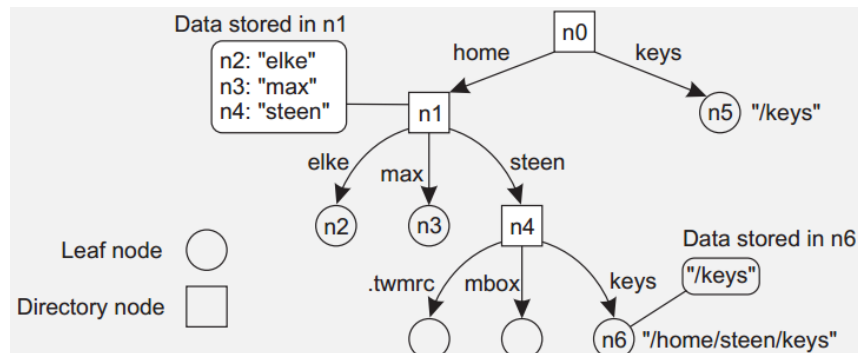 Data stored in n1
n2: "elke"
n3: "max"
n4: "steen"
n0
home
keys
n1
n5
"/keys"
elke
max
steen
n2
n3
n4
Data stored in n6
"/keys"
Leaf node
Directory node
.twmrc
mbox
keys
n6
"/home/steen/keys"